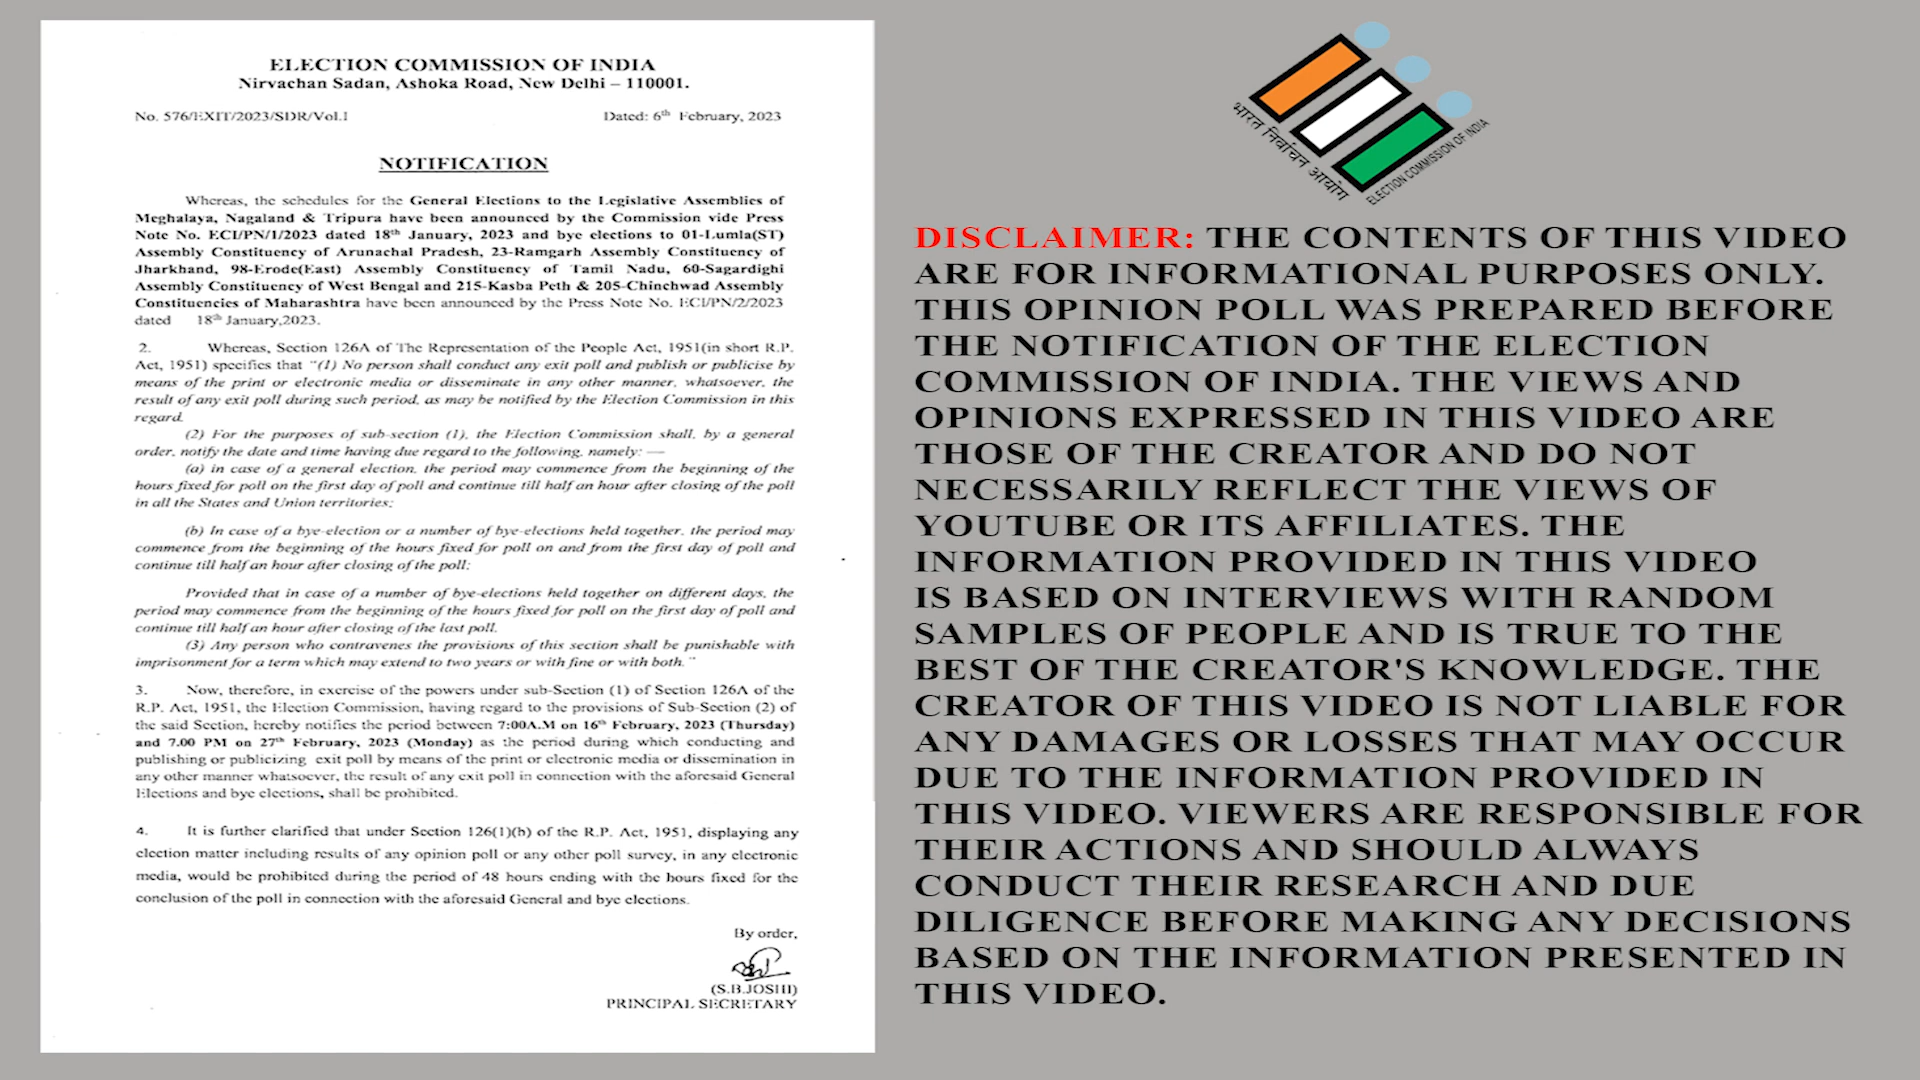 ELECTION COMMISSION OF INDIA
Nirvachan Sadan, Ashoka Road, New Delhi – 110001.
No. 576/EXIT/2023/SDR/Vol.I Dated: 6th February, 2023
NOTIFICATION
Whereas, the schedules for the General Elections to the Legislative Assemblies of
Meghalaya, Nagaland & Tripura have been announced by the Commission vide Press
Note No. ECI/PN/1/2023 dated 18th January, 2023 and bye elections to 01-Lumla(ST)
Assembly Constituency of Arunachal Pradesh, 23-Ramgarh Assembly Constituency of
Jharkhand, 98-Erode(East) Assembly Constituency of Tamil Nadu, 60-Sagardighi
Assembly Constituency of West Bengal and 215-Kasba Peth & 205-Chinchwad Assembly
Constituencies of Maharashtra have been announced by the Press Note No. ECI/PN/2/2023
dated 18th January,2023.
2. Whereas, Section 126A of The Representation of the People Act, 1951(in short R.P.
Act, 1951) specifies that "(1) No person shall conduct any exit poll and publish or publicise by
means of the print or electronic media or disseminate in any other manner, whatsoever, the
result of any exit poll during such period, as may be notified by the Election Commission in this
regard.
(2) For the purposes of sub-section (1), the Election Commission shall, by a general
order, notify the date and time having due regard to the following, namely: —
(a) in case of a general election, the period may commence from the beginning of the
hours fixed for poll on the first day of poll and continue till half an hour after closing of the poll
in all the States and Union territories;
(b) In case of a bye-election or a number of bye-elections held together, the period may
commence from the beginning of the hours fixed for poll on and from the first day of poll and
continue till half an hour after closing of the poll:
Provided that in case of a number of bye-elections held together on different days, the
period may commence from the beginning of the hours fixed for poll on the first day of poll and
continue till half an hour after closing of the last poll.
(3) Any person who contravenes the provisions of this section shall be punishable with
imprisonment for a term which may extend to two years or with fine or with both."
3. Now, therefore, in exercise of the powers under sub-Section (1) of Section 126A of the
R.P. Act, 1951, the Election Commission, having regard to the provisions of Sub-Section (2) of
the said Section, hereby notifies the period between 7:00A.M on 16th February, 2023 (Thursday)
and 7.00 PM on 27th February, 2023 (Monday) as the period during which conducting and
publishing or publicizing exit poll by means of the print or electronic media or dissemination in
any other manner whatsoever, the result of any exit poll in connection with the aforesaid General
Elections and bye elections, shall be prohibited.
4. It is further clarified that under Section 126(1)(b) of the R.P. Act, 1951, displaying any
election matter including results of any opinion poll or any other poll survey, in any electronic
media, would be prohibited during the period of 48 hours ending with the hours fixed for the
conclusion of the poll in connection with the aforesaid General and bye elections.
By order,
(S.B.JOSHI)
PRINCIPAL SECRETARY
भारत निर्वाचन आयोग
ELECTION COMMISSION OF INDIA
DISCLAIMER: THE CONTENTS OF THIS VIDEO
ARE FOR INFORMATIONAL PURPOSES ONLY.
THIS OPINION POLL WAS PREPARED BEFORE
THE NOTIFICATION OF THE ELECTION
COMMISSION OF INDIA. THE VIEWS AND
OPINIONS EXPRESSED IN THIS VIDEO ARE
THOSE OF THE CREATOR AND DO NOT
NECESSARILY REFLECT THE VIEWS OF
YOUTUBE OR ITS AFFILIATES. THE
INFORMATION PROVIDED IN THIS VIDEO
IS BASED ON INTERVIEWS WITH RANDOM
SAMPLES OF PEOPLE AND IS TRUE TO THE
BEST OF THE CREATOR'S KNOWLEDGE. THE
CREATOR OF THIS VIDEO IS NOT LIABLE FOR
ANY DAMAGES OR LOSSES THAT MAY OCCUR
DUE TO THE INFORMATION PROVIDED IN
THIS VIDEO. VIEWERS ARE RESPONSIBLE FOR
THEIR ACTIONS AND SHOULD ALWAYS
CONDUCT THEIR RESEARCH AND DUE
DILIGENCE BEFORE MAKING ANY DECISIONS
BASED ON THE INFORMATION PRESENTED IN
THIS VIDEO.